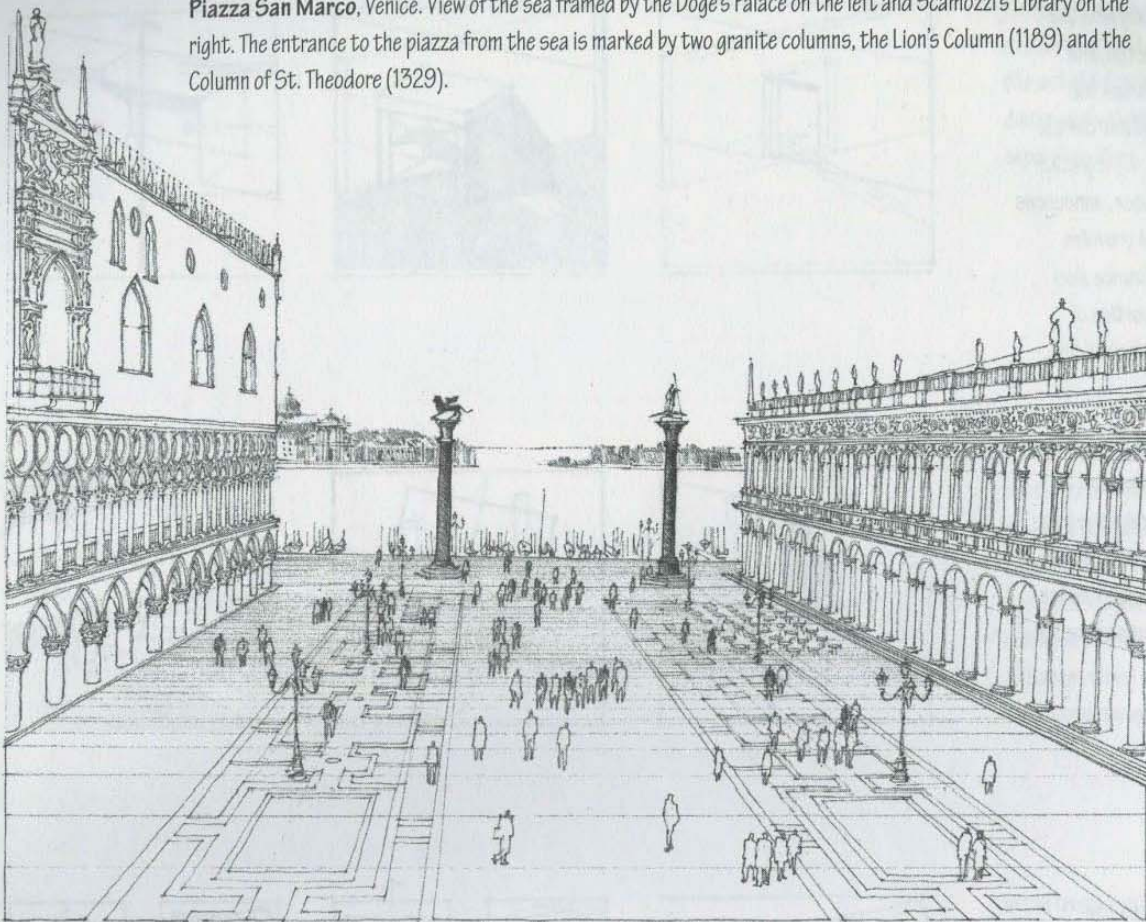 Piazza San Marco, Venice. View of the sea framed by the Doge's Palace on the left and Scamozzi's Library on the
right. The entrance to the piazza from the sea is marked by two granite columns, the Lion's Column (1189) and the
Column of St. Theodore (1329).